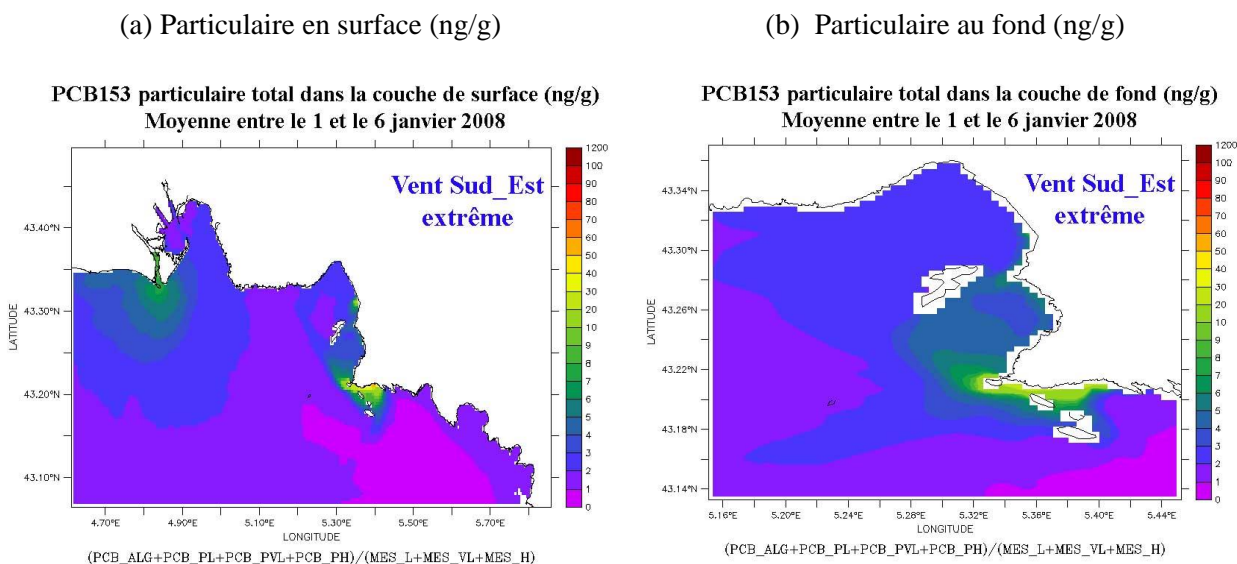 (a) Particulaire en surface (ng/g)
(b) Particulaire au fond (ng/g)
PCB153 particulaire total dans la couche de surface (ng/g)
Moyenne entre le 1 et le 6 janvier 2008
Vent Sud_Est
extrême
1200
100
90
80
70
60
50
40
30
20
10
9
8
7
6
5
4
3
2
1
0
43.40°N
43.30°N
43.20°N
43.10°N
LATITUDE
4.70°E 4.90°E 5.10°E 5.30°E 5.50°E 5.70°E
LONGITUDE
(PCB_ALG+PCB_PL+PCB_PVL+PCB_PH)/(MES_L+MES_VL+MES_H)
PCB153 particulaire total dans la couche de fond (ng/g)
Moyenne entre le 1 et le 6 janvier 2008
Vent Sud_Est
extrême
1200
100
90
80
70
60
50
40
30
20
10
9
8
7
6
5
4
3
2
1
0
43.34°N
43.30°N
43.26°N
43.22°N
43.18°N
43.14°N
LATITUDE
5.16°E 5.20°E 5.24°E 5.28°E 5.32°E 5.36°E 5.40°E 5.44°E
LONGITUDE
(PCB_ALG+PCB_PL+PCB_PVL+PCB_PH)/(MES_L+MES_VL+MES_H)